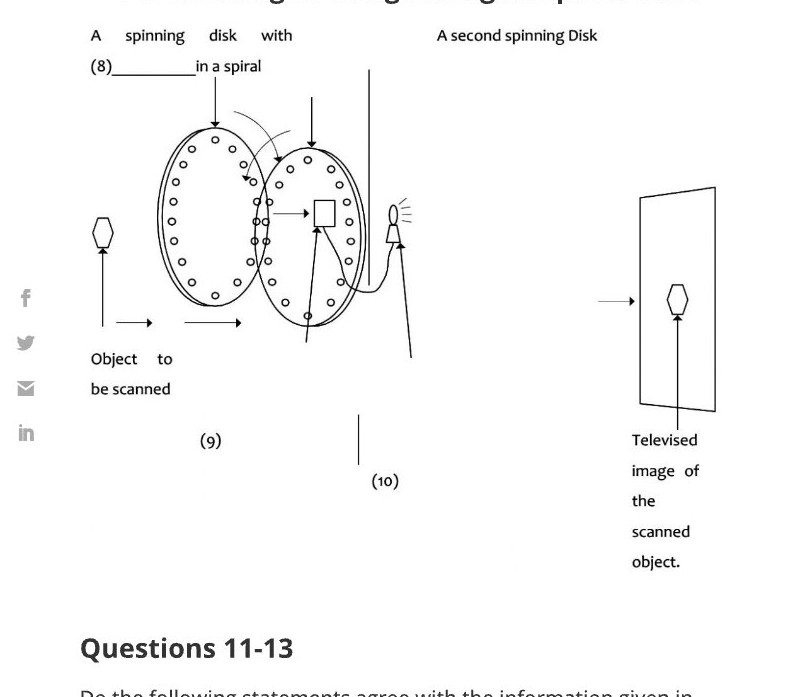 A spinning disk with
(8)_________in a spiral
A second spinning Disk
Object to
be scanned
(9)
(10)
Televised
image of
the
scanned
object.
Questions 11-13